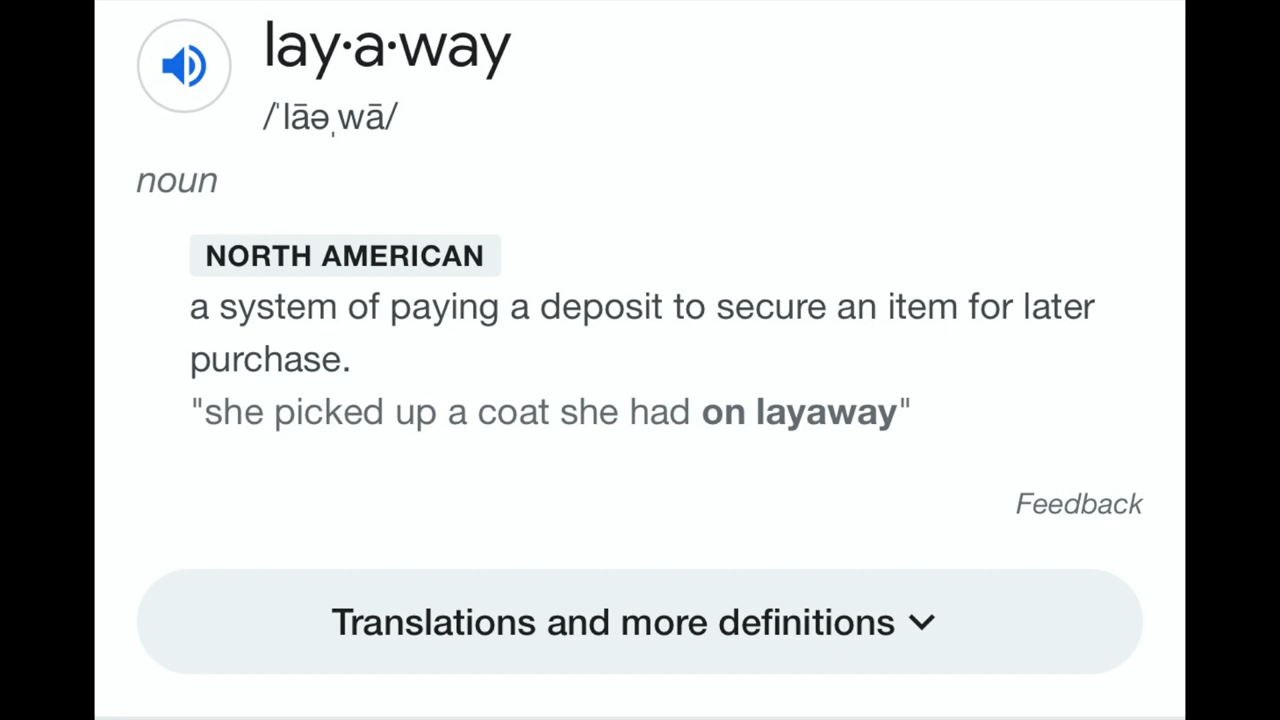 lay·a·way
/ˈlāəˌwā/
noun
NORTH AMERICAN
a system of paying a deposit to secure an item for later
purchase.
"she picked up a coat she had on layaway"
Feedback
Translations and more definitions